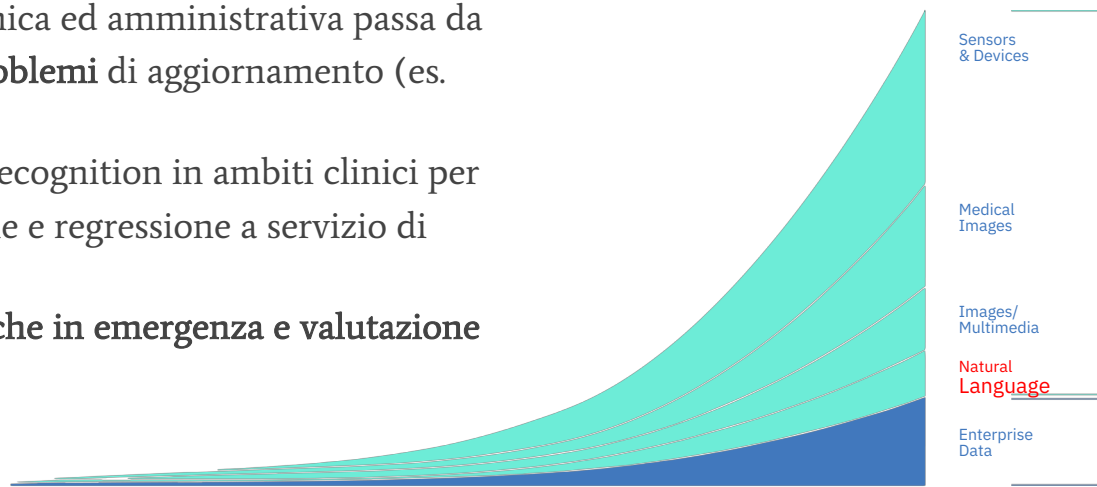 nica ed amministrativa passa da
oblemi di aggiornamento (es.
ecognition in ambiti clinici per
e e regressione a servizio di
che in emergenza e valutazione
Sensors
& Devices
Medical
Images
Images/
Multimedia
Natural
Language
Enterprise
Data